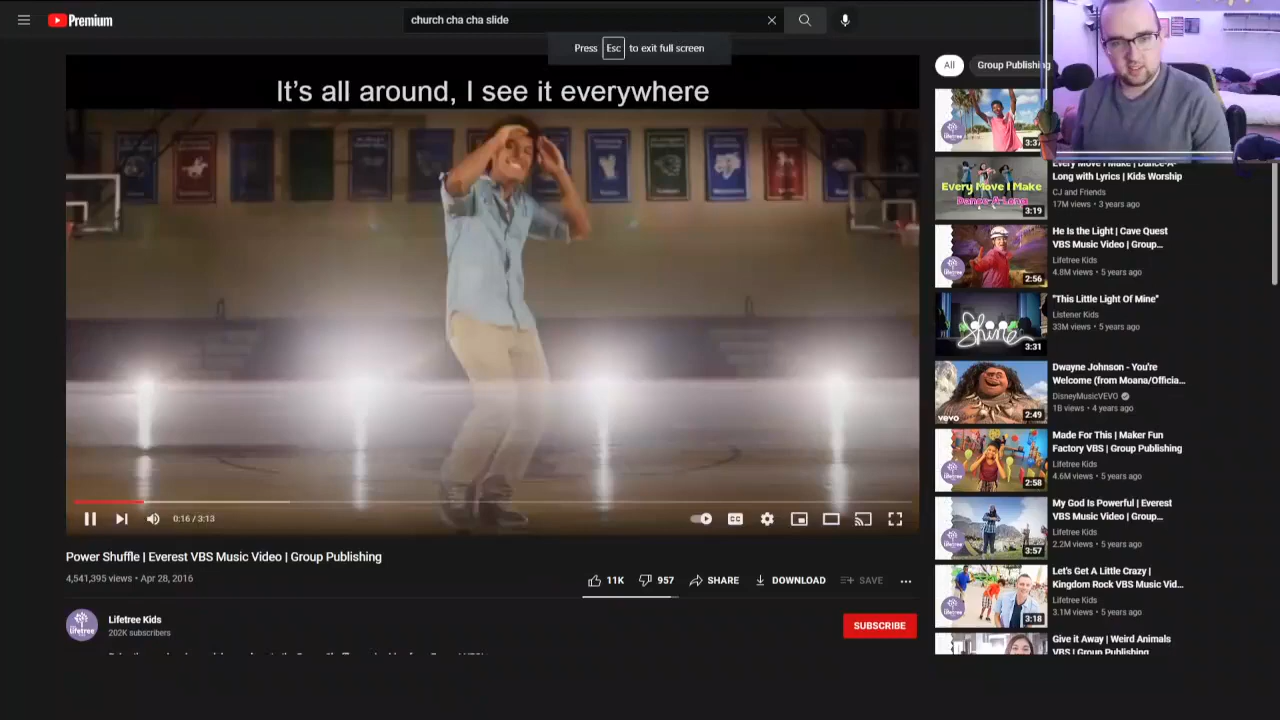 Premium
church cha cha slide
Press Esc to exit full screen
It's all around, I see it everywhere
0:16 / 3:13
CC
Power Shuffle | Everest VBS Music Video | Group Publishing
4,541,395 views • Apr 28, 2016
11K
957
SHARE
DOWNLOAD
SAVE
Lifetree
Lifetree Kids
202K subscribers
SUBSCRIBE
All
Group Publishing
3:37
Every Move I Make
Dance-A-Long
3:19
Every Move I Make | Dance-A-
Long with Lyrics | Kids Worship
CJ and Friends
17M views • 3 years ago
2:56
He Is the Light | Cave Quest
VBS Music Video | Group...
Lifetree Kids
4.8M views • 5 years ago
Shine
3:31
"This Little Light Of Mine"
Listener Kids
33M views • 5 years ago
vevo
2:49
Dwayne Johnson - You're
Welcome (from Moana/Officia...
DisneyMusicVEVO
1B views • 4 years ago
2:58
Made For This | Maker Fun
Factory VBS | Group Publishing
Lifetree Kids
4.6M views • 5 years ago
3:57
My God Is Powerful | Everest
VBS Music Video | Group...
Lifetree Kids
2.2M views • 5 years ago
3:18
Let's Get A Little Crazy |
Kingdom Rock VBS Music Vid...
Lifetree Kids
3.1M views • 5 years ago
Give it Away | Weird Animals
VBS | Group Publishing